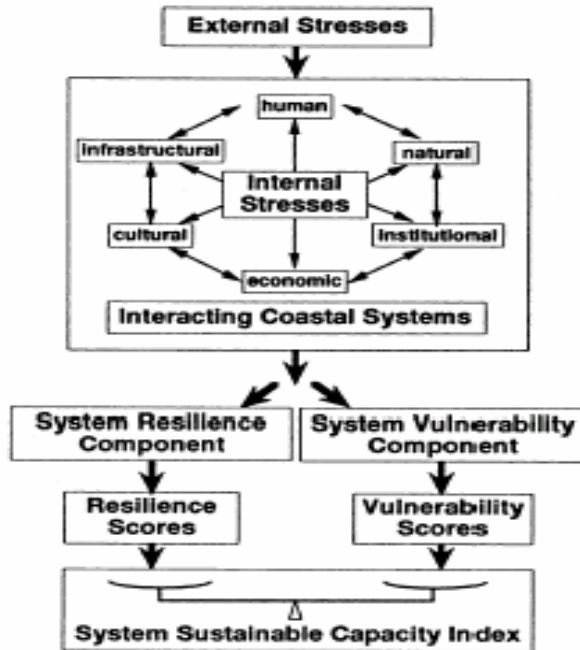 External Stresses
human
infrastructural
natural
Internal
Stresses
cultural
institutional
economic
Interacting Coastal Systems
System Resilience
Component
System Vulnerability
Component
Resilience
Scores
Vulnerability
Scores
System Sustainable Capacity Index